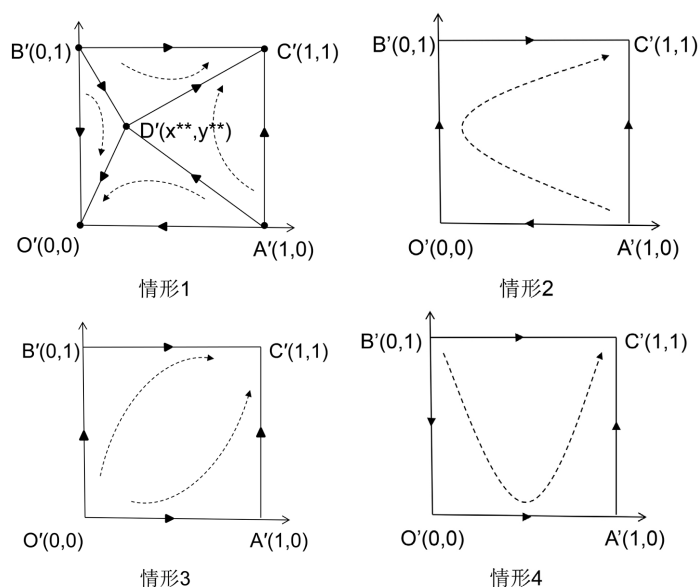 B′(0,1)
C′(1,1)
D′(x**,y**)
O′(0,0)
A′(1,0)
情形1
B’(0,1)
C’(1,1)
O’(0,0)
A’(1,0)
情形2
B′(0,1)
C′(1,1)
O′(0,0)
A′(1,0)
情形3
B’(0,1)
C’(1,1)
O’(0,0)
A’(1,0)
情形4